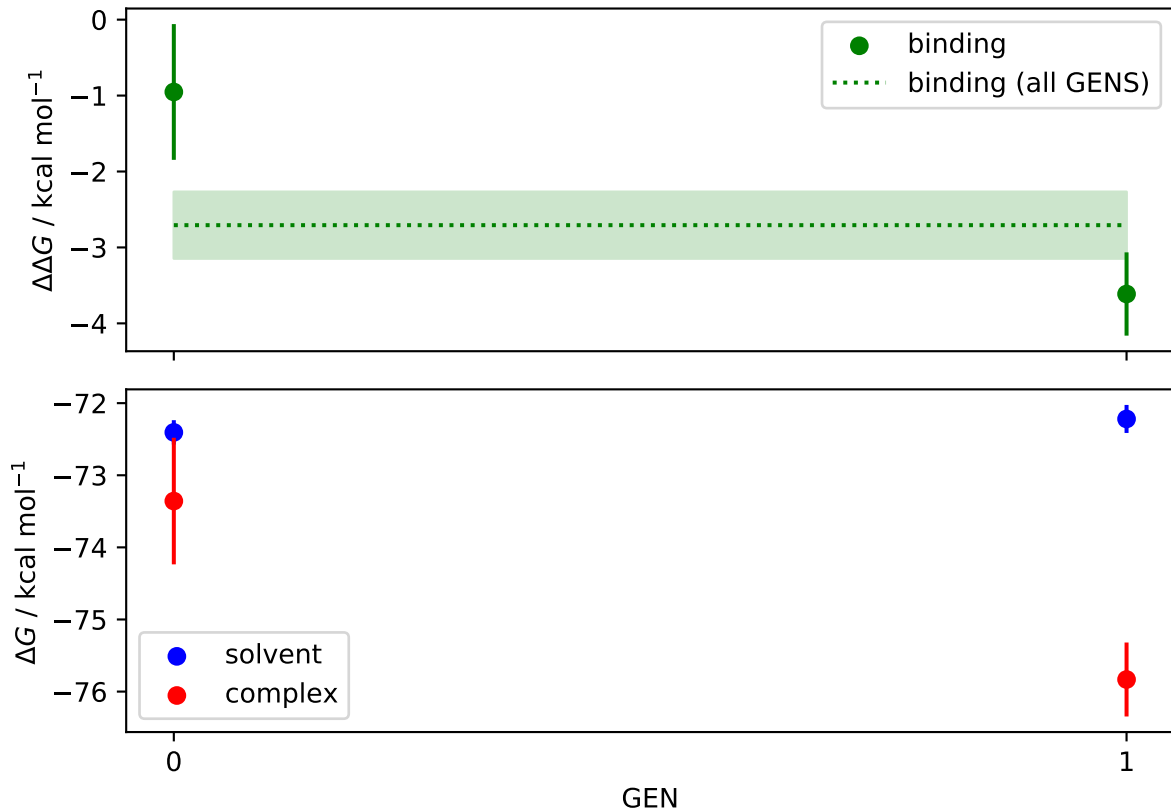 0
−1
−2
−3
−4
ΔΔG / kcal mol⁻¹
binding
binding (all GENS)
−72
−73
−74
−75
−76
ΔG / kcal mol⁻¹
solvent
complex
0
1
GEN